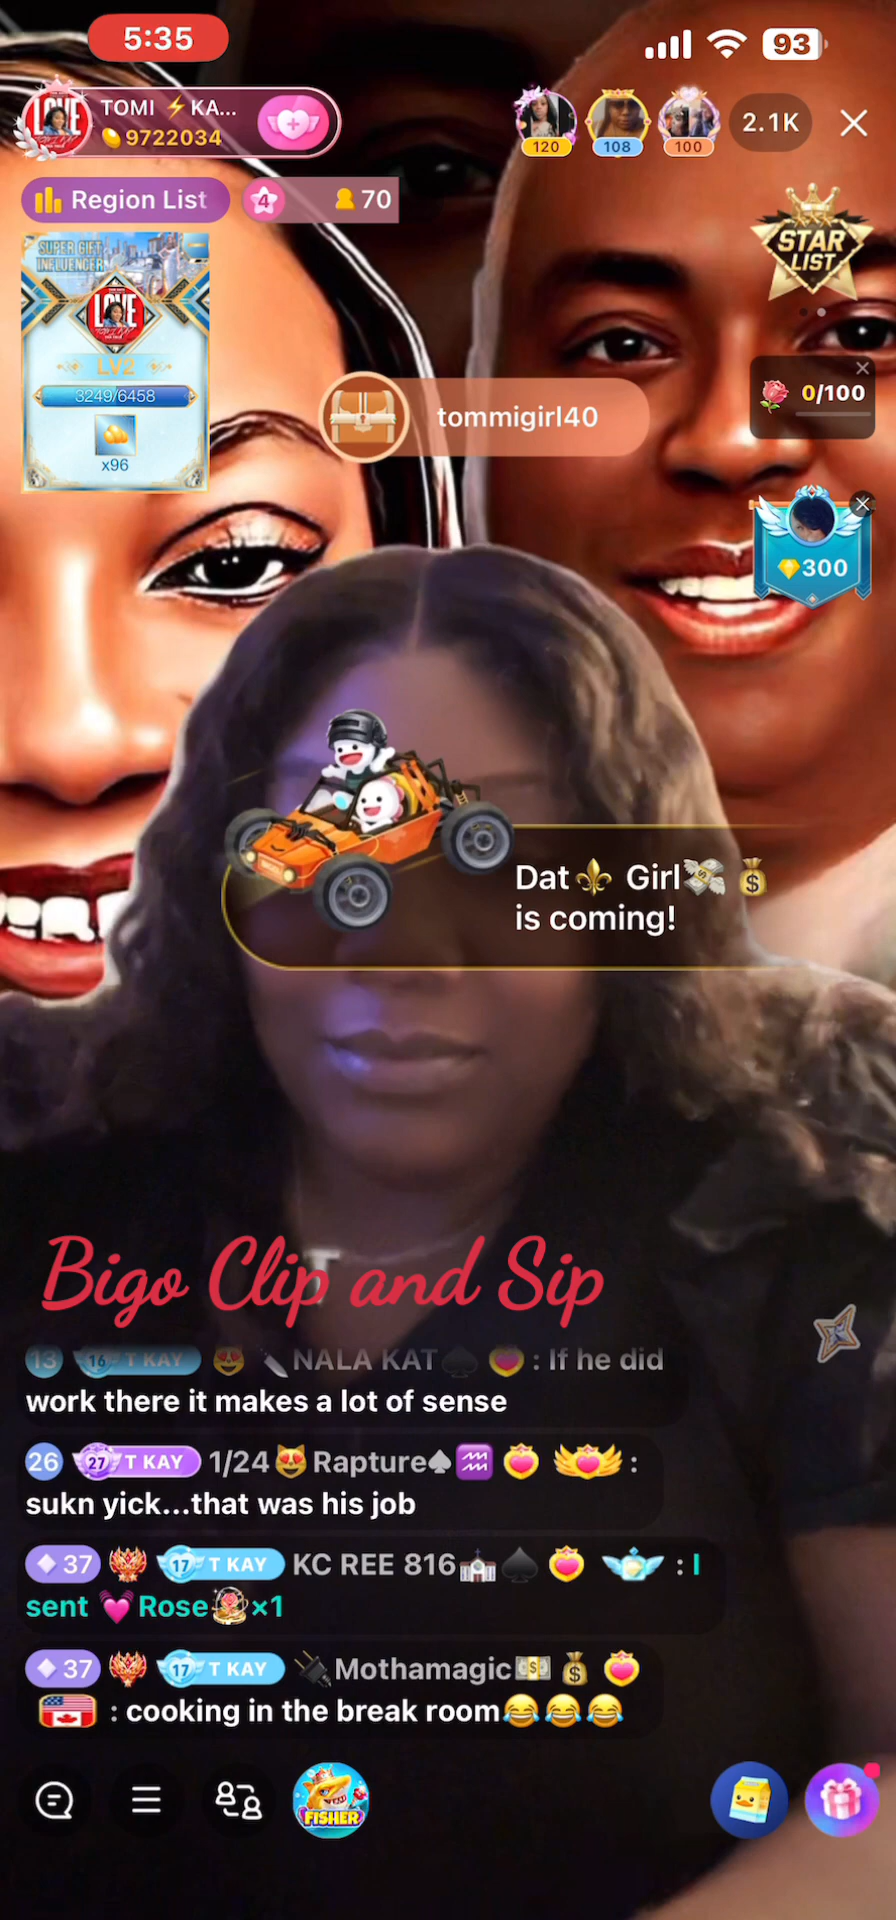 5:35
93
TOMI ⚡KA...
9722034
120
108
100
2.1K
Region List
4
70
SUPER GIFT
INFLUENCER
LOVE
LV2
3249/6458
x96
STAR
LIST
0/100
tommigirl40
300
Dat⚜️ Girl💸 💰
is coming!
Bigo Clip and Sip
13 16 T KAY 😻 🔪NALA KAT♠️ : If he did
work there it makes a lot of sense
26 27 T KAY 1/24😻Rapture♠️♒ :
sukn yick...that was his job
37 17 T KAY KC REE 816⛪♠️ : I
sent 💓Rose×1
37 17 T KAY 🔌Mothamagic💵💰
: cooking in the break room😂😂😂
FISHER